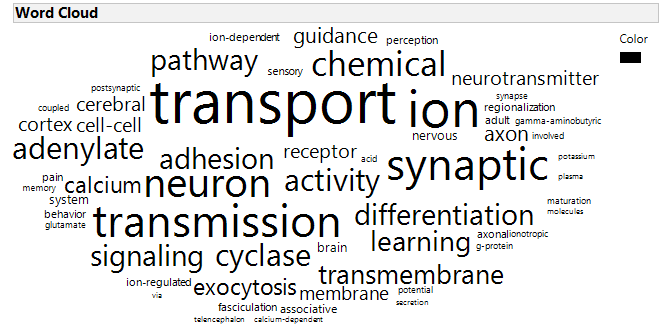 Word Cloud
Color
ion-dependent
guidance
perception
pathway
sensory
chemical
neurotransmitter
postsynaptic
coupled
cerebral
transport
ion
synapse
regionalization
cortex
cell-cell
adult
gamma-aminobutyric
nervous
axon
involved
adenylate
adhesion
receptor
acid
synaptic
potassium
plasma
pain
memory
calcium
neuron
activity
system
behavior
glutamate
transmission
differentiation
maturation
molecules
signaling
cyclase
brain
learning
axonal
ionotropic
g-protein
ion-regulated
via
exocytosis
transmembrane
membrane
potential
secretion
fasciculation
associative
telencephalon
calcium-dependent